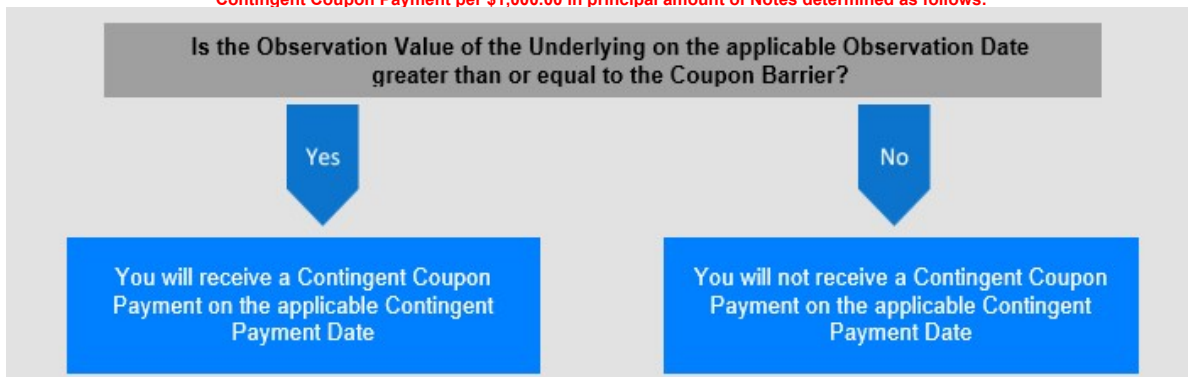 Contingent Coupon Payment per $1,000.00 in principal amount of Notes determined as follows:
Is the Observation Value of the Underlying on the applicable Observation Date
greater than or equal to the Coupon Barrier?
Yes
No
You will receive a Contingent Coupon
Payment on the applicable Contingent
Payment Date
You will not receive a Contingent Coupon
Payment on the applicable Contingent
Payment Date